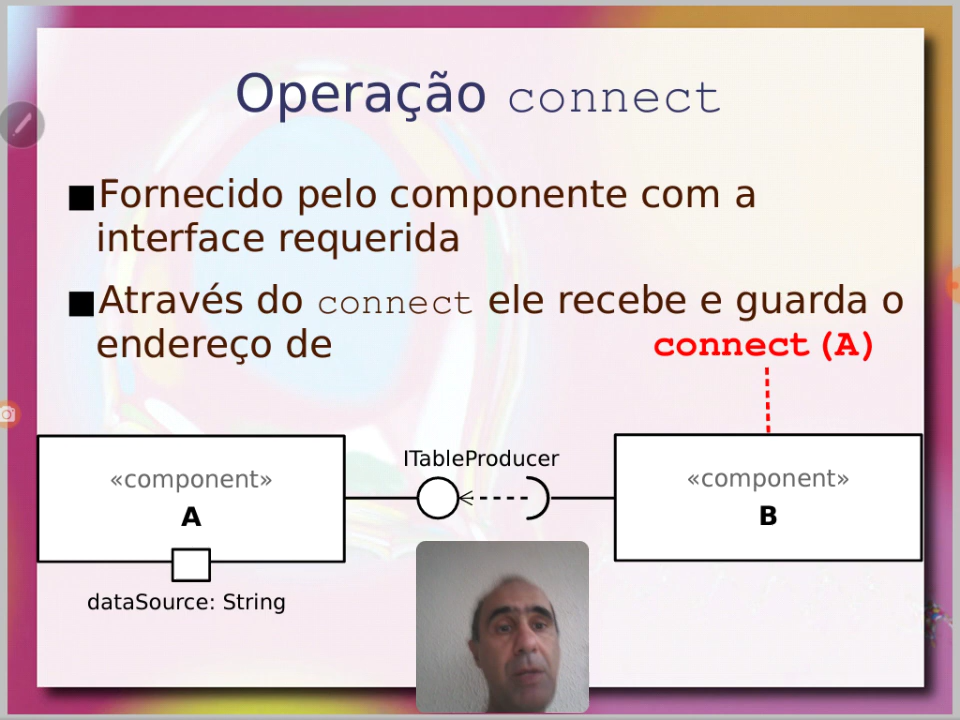 Operação connect
■Fornecido pelo componente com a
interface requerida
■Através do connect ele recebe e guarda o
endereço de
connect(A)
«component»
A
ITableProducer
«component»
B
dataSource: String